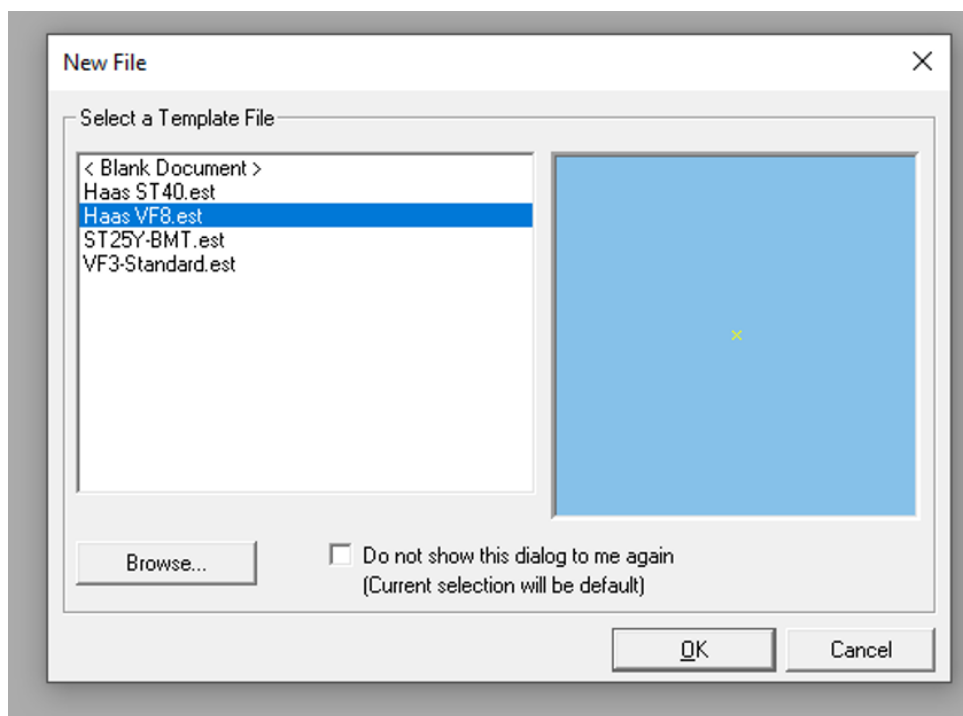 New File
Select a Template File
< Blank Document >
Haas ST40.est
Haas VF8.est
ST25Y-BMT.est
VF3-Standard.est
Browse...
Do not show this dialog to me again
(Current selection will be default)
OK
Cancel